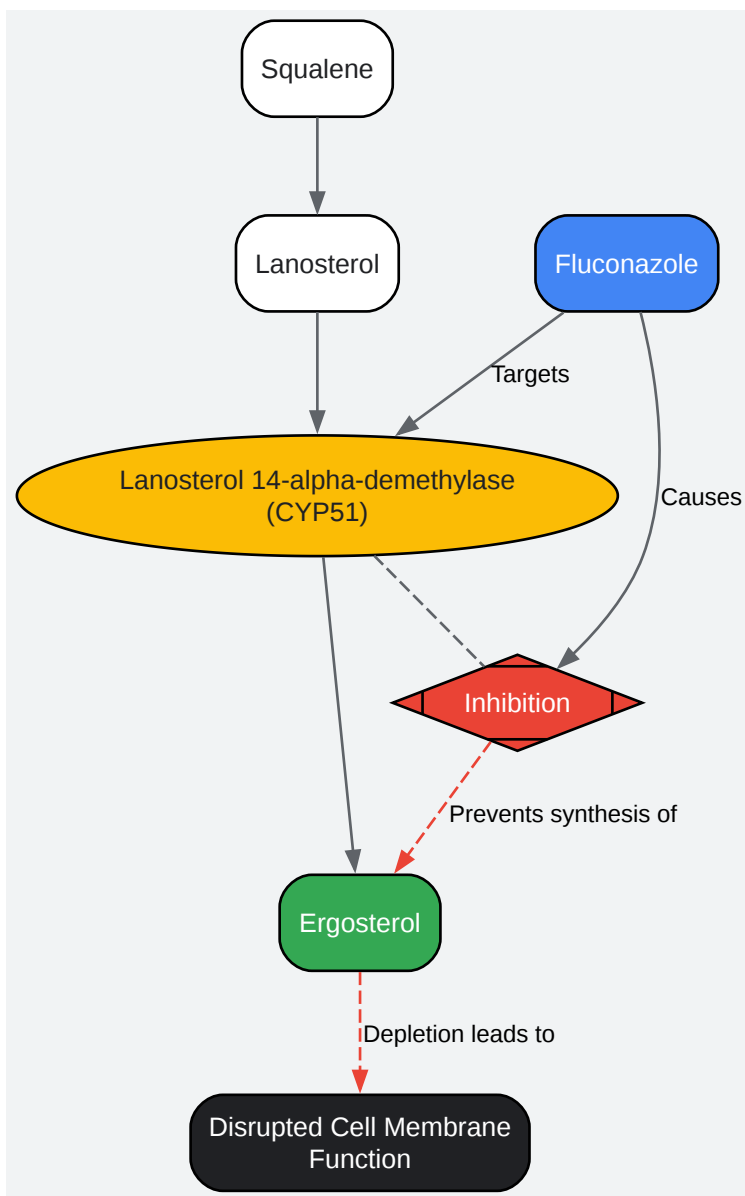 Squalene
Lanosterol
Fluconazole
Targets
Lanosterol 14-alpha-demethylase
(CYP51)
Causes
Inhibition
Prevents synthesis of
Ergosterol
Depletion leads to
Disrupted Cell Membrane
Function